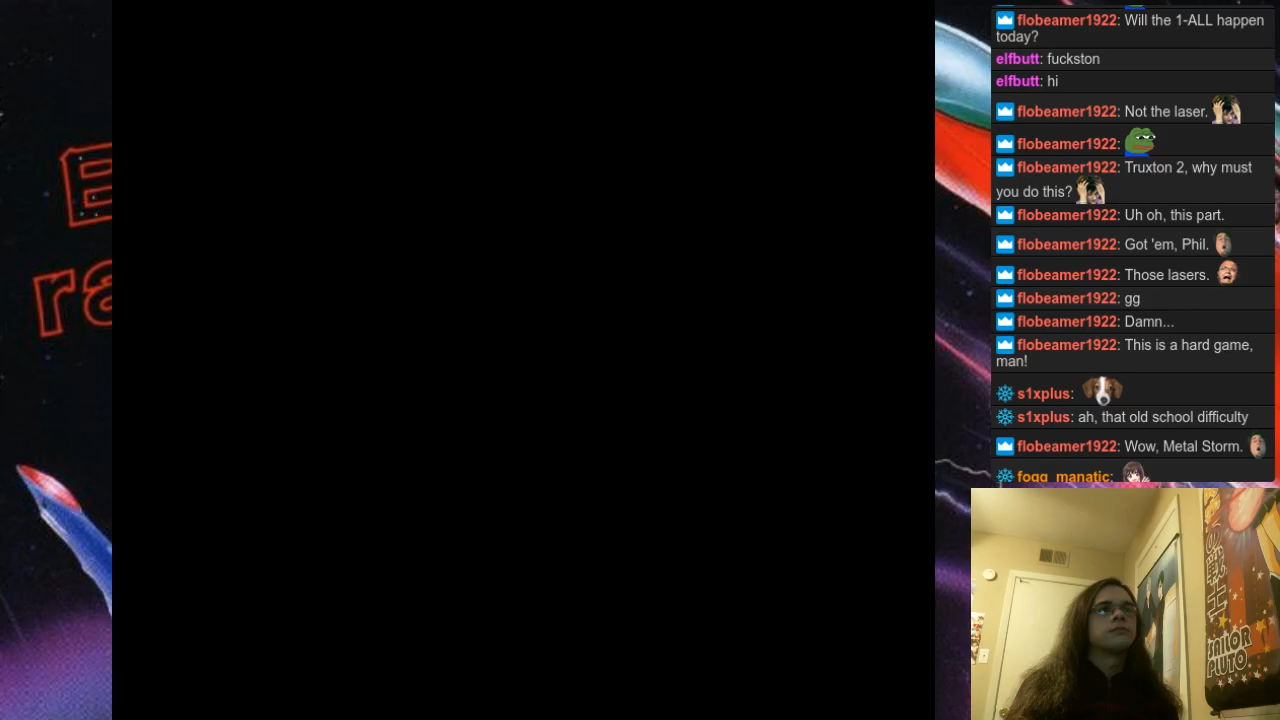 flobeamer1922: Will the 1-ALL happen
today?
elfbutt: fuckston
elfbutt: hi
flobeamer1922: Not the laser.
flobeamer1922:
flobeamer1922: Truxton 2, why must
you do this?
flobeamer1922: Uh oh, this part.
flobeamer1922: Got 'em, Phil.
flobeamer1922: Those lasers.
flobeamer1922: gg
flobeamer1922: Damn...
flobeamer1922: This is a hard game,
man!
s1xplus:
s1xplus: ah, that old school difficulty
flobeamer1922: Wow, Metal Storm.
fogg_manatic:
SAILOR
PLUTO